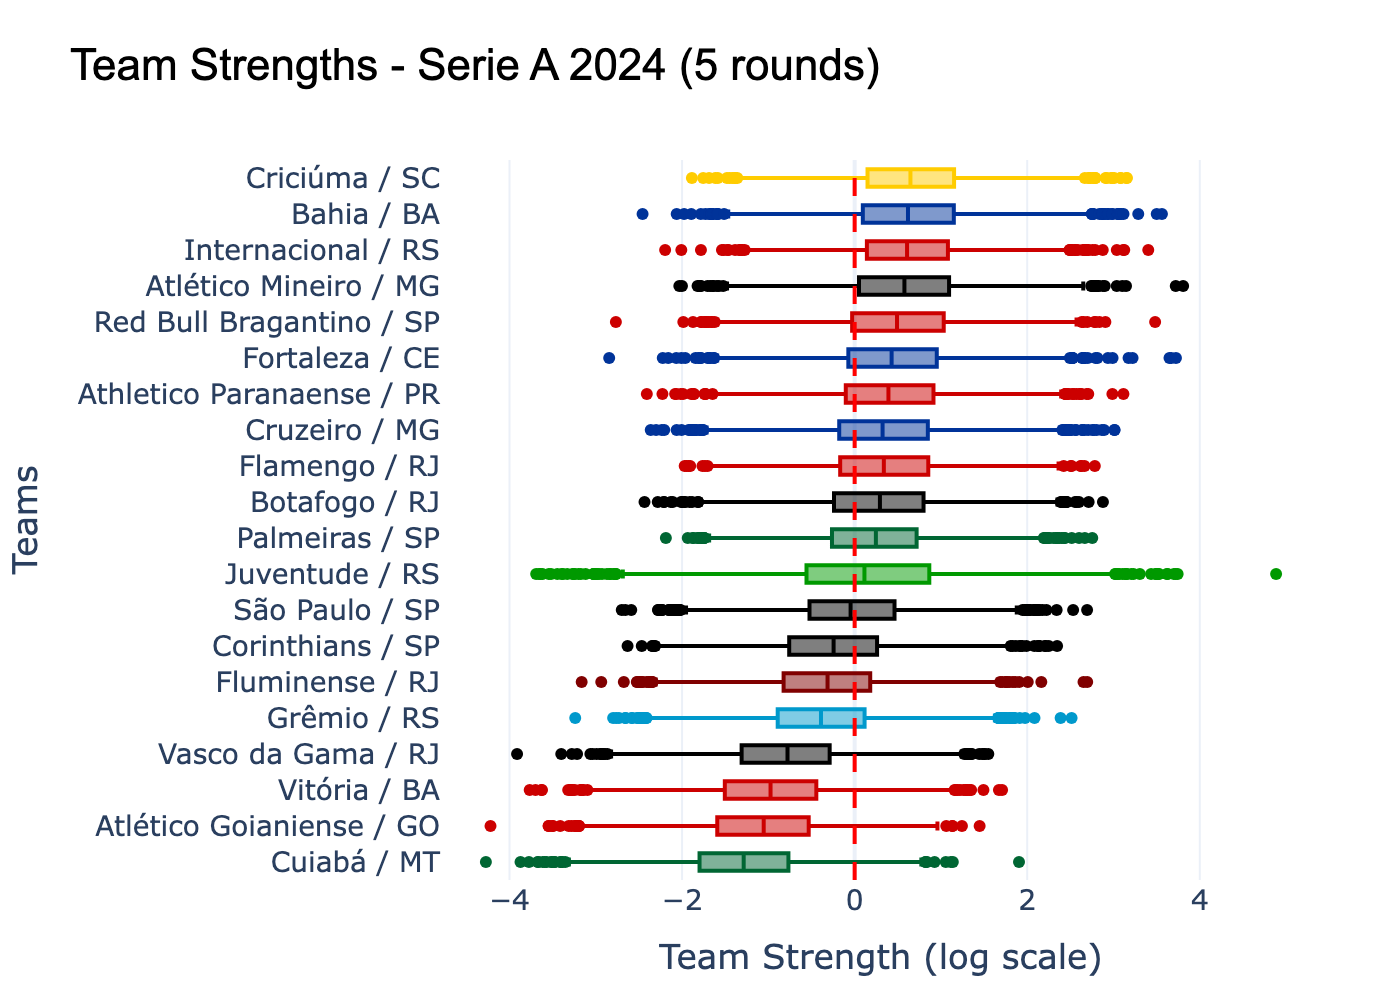 Team Strengths - Serie A 2024 (5 rounds)
Teams
Criciúma / SC
Bahia / BA
Internacional / RS
Atlético Mineiro / MG
Red Bull Bragantino / SP
Fortaleza / CE
Athletico Paranaense / PR
Cruzeiro / MG
Flamengo / RJ
Botafogo / RJ
Palmeiras / SP
Juventude / RS
São Paulo / SP
Corinthians / SP
Fluminense / RJ
Grêmio / RS
Vasco da Gama / RJ
Vitória / BA
Atlético Goianiense / GO
Cuiabá / MT
−4 −2 0 2 4
Team Strength (log scale)